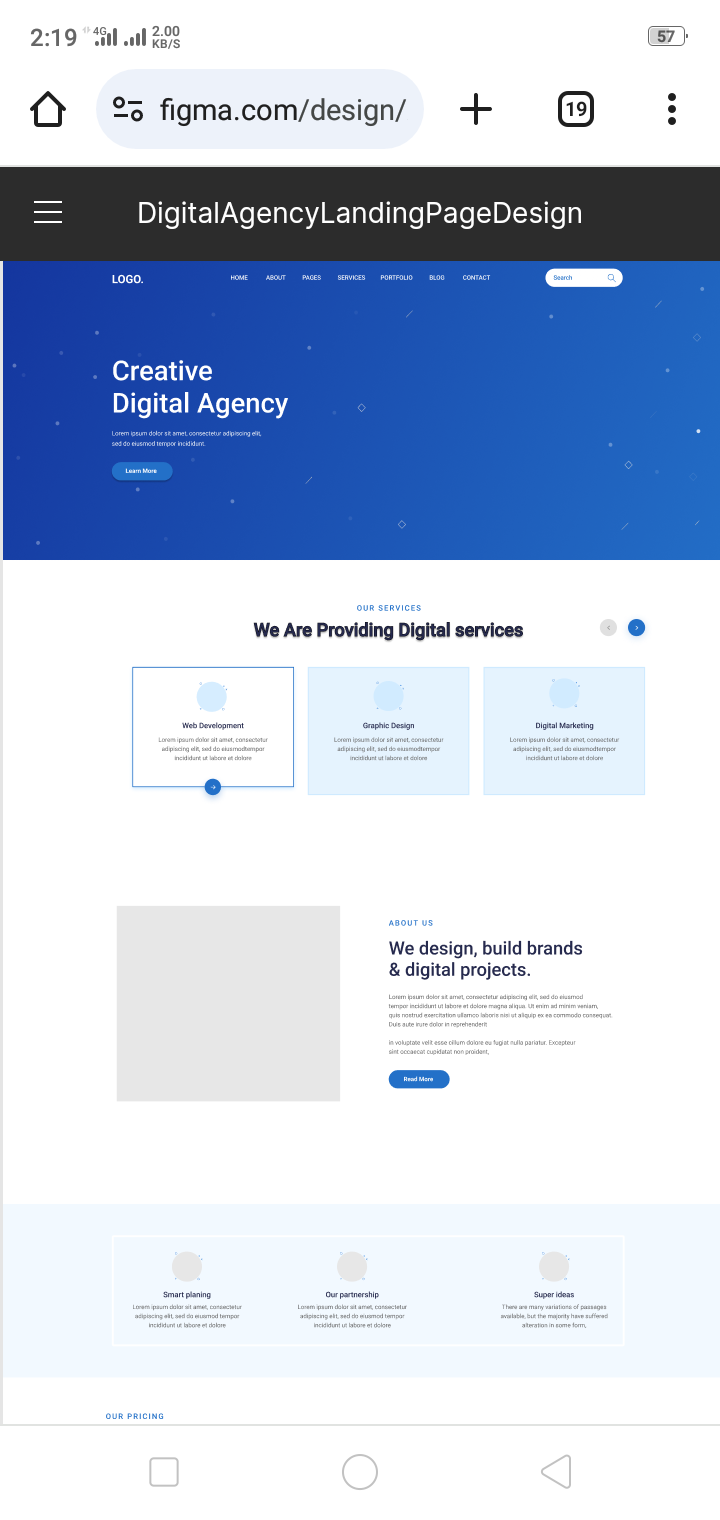 2:19 4G 2.00 KB/S 57
figma.com/design/ 19
DigitalAgencyLandingPageDesign
LOGO. HOME ABOUT PAGES SERVICES PORTFOLIO BLOG CONTACT Search
Creative
Digital Agency
Lorem ipsum dolor sit amet, consectetur adipiscing elit,
sed do eiusmod tempor incididunt.
Learn More
OUR SERVICES
We Are Providing Digital services
Web Development
Lorem ipsum dolor sit amet, consectetur
adipiscing elit, sed do eiusmodtempor
incididunt ut labore et dolore
Graphic Design
Lorem ipsum dolor sit amet, consectetur
adipiscing elit, sed do eiusmodtempor
incididunt ut labore et dolore
Digital Marketing
Lorem ipsum dolor sit amet, consectetur
adipiscing elit, sed do eiusmodtempor
incididunt ut labore et dolore
ABOUT US
We design, build brands
& digital projects.
Lorem ipsum dolor sit amet, consectetur adipiscing elit, sed do eiusmod
tempor incididunt ut labore et dolore magna aliqua. Ut enim ad minim veniam,
quis nostrud exercitation ullamco laboris nisi ut aliquip ex ea commodo consequat.
Duis aute irure dolor in reprehenderit
in voluptate velit esse cillum dolore eu fugiat nulla pariatur. Excepteur
sint occaecat cupidatat non proident,
Read More
Smart planing
Lorem ipsum dolor sit amet, consectetur
adipiscing elit, sed do eiusmod tempor
incididunt ut labore et dolore
Our partnership
Lorem ipsum dolor sit amet, consectetur
adipiscing elit, sed do eiusmod tempor
incididunt ut labore et dolore
Super ideas
There are many variations of passages
available, but the majority have suffered
alteration in some form,
OUR PRICING